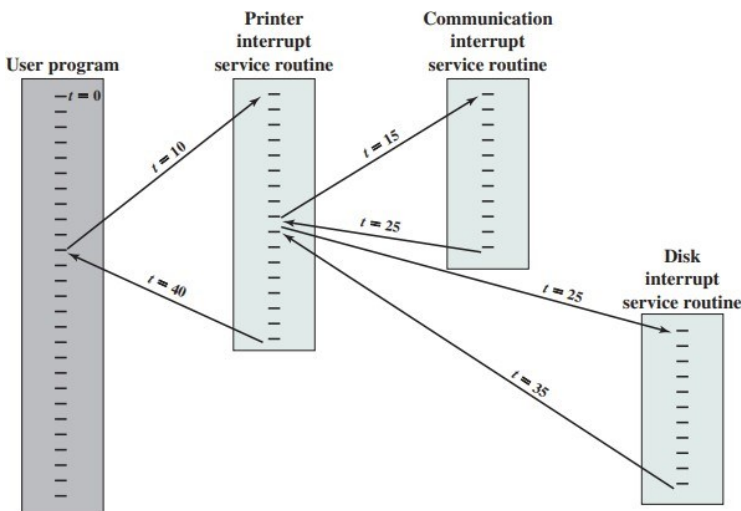 User program
Printer
interrupt
service routine
Communication
interrupt
service routine
Disk
interrupt
service routine
t = 0
t = 10
t = 15
t = 25
t = 25
t = 40
t = 35